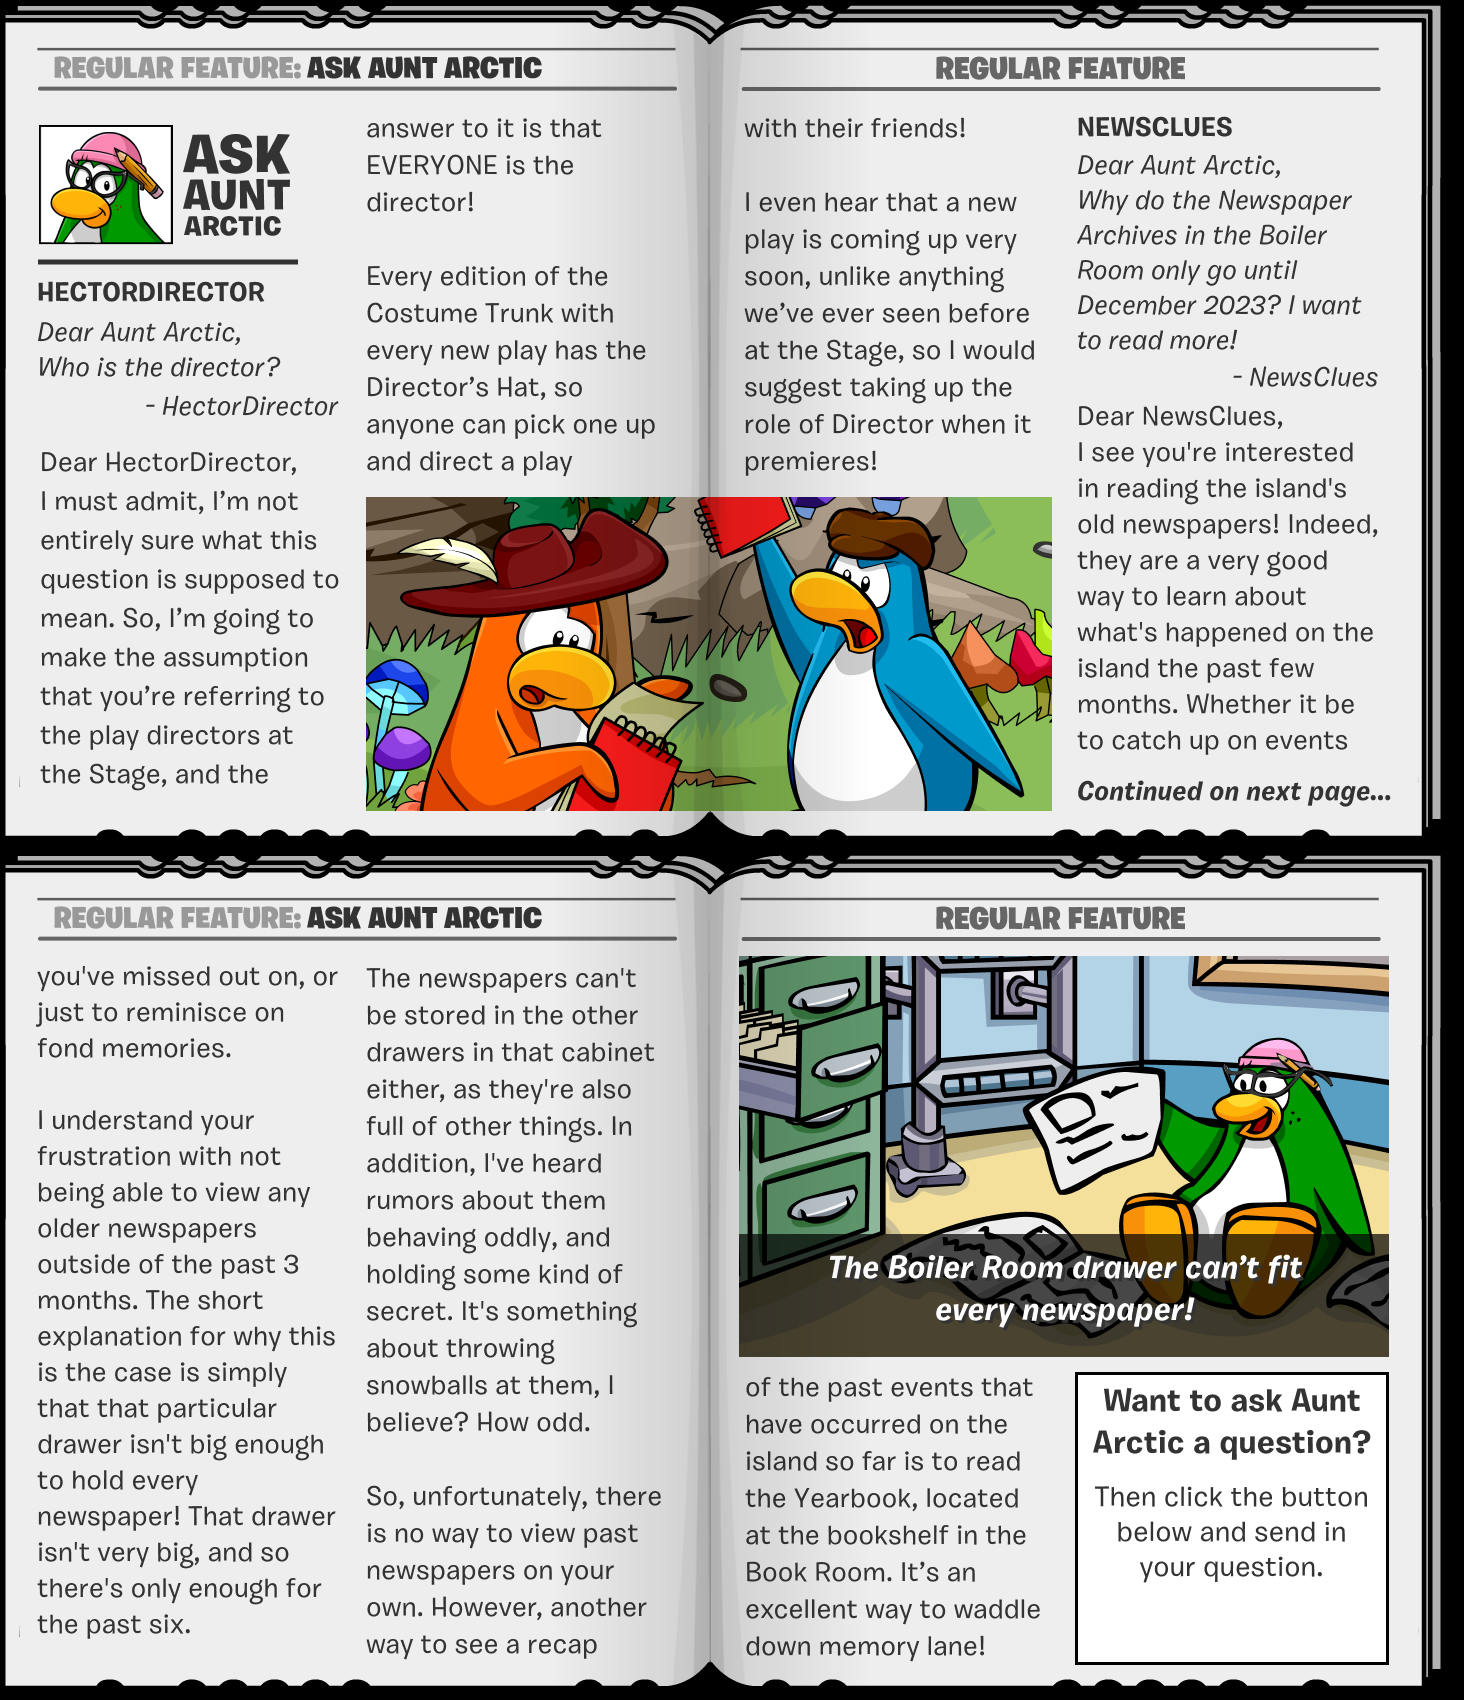 REGULAR FEATURE: ASK AUNT ARCTIC
ASK
AUNT
ARCTIC
HECTORDIRECTOR
Dear Aunt Arctic,
Who is the director?
- HectorDirector
Dear HectorDirector,
I must admit, I’m not
entirely sure what this
question is supposed to
mean. So, I’m going to
make the assumption
that you’re referring to
the play directors at
the Stage, and the
answer to it is that
EVERYONE is the
director!
Every edition of the
Costume Trunk with
every new play has the
Director’s Hat, so
anyone can pick one up
and direct a play
REGULAR FEATURE
with their friends!
I even hear that a new
play is coming up very
soon, unlike anything
we’ve ever seen before
at the Stage, so I would
suggest taking up the
role of Director when it
premieres!
NEWSCLUES
Dear Aunt Arctic,
Why do the Newspaper
Archives in the Boiler
Room only go until
December 2023? I want
to read more!
- NewsClues
Dear NewsClues,
I see you're interested
in reading the island's
old newspapers! Indeed,
they are a very good
way to learn about
what's happened on the
island the past few
months. Whether it be
to catch up on events
Continued on next page...
REGULAR FEATURE: ASK AUNT ARCTIC
you've missed out on, or
just to reminisce on
fond memories.
I understand your
frustration with not
being able to view any
older newspapers
outside of the past 3
months. The short
explanation for why this
is the case is simply
that that particular
drawer isn't big enough
to hold every
newspaper! That drawer
isn't very big, and so
there's only enough for
the past six.
The newspapers can't
be stored in the other
drawers in that cabinet
either, as they're also
full of other things. In
addition, I've heard
rumors about them
behaving oddly, and
holding some kind of
secret. It's something
about throwing
snowballs at them, I
believe? How odd.
So, unfortunately, there
is no way to view past
newspapers on your
own. However, another
way to see a recap
REGULAR FEATURE
The Boiler Room drawer can’t fit
every newspaper!
of the past events that
have occurred on the
island so far is to read
the Yearbook, located
at the bookshelf in the
Book Room. It’s an
excellent way to waddle
down memory lane!
Want to ask Aunt
Arctic a question?
Then click the button
below and send in
your question.